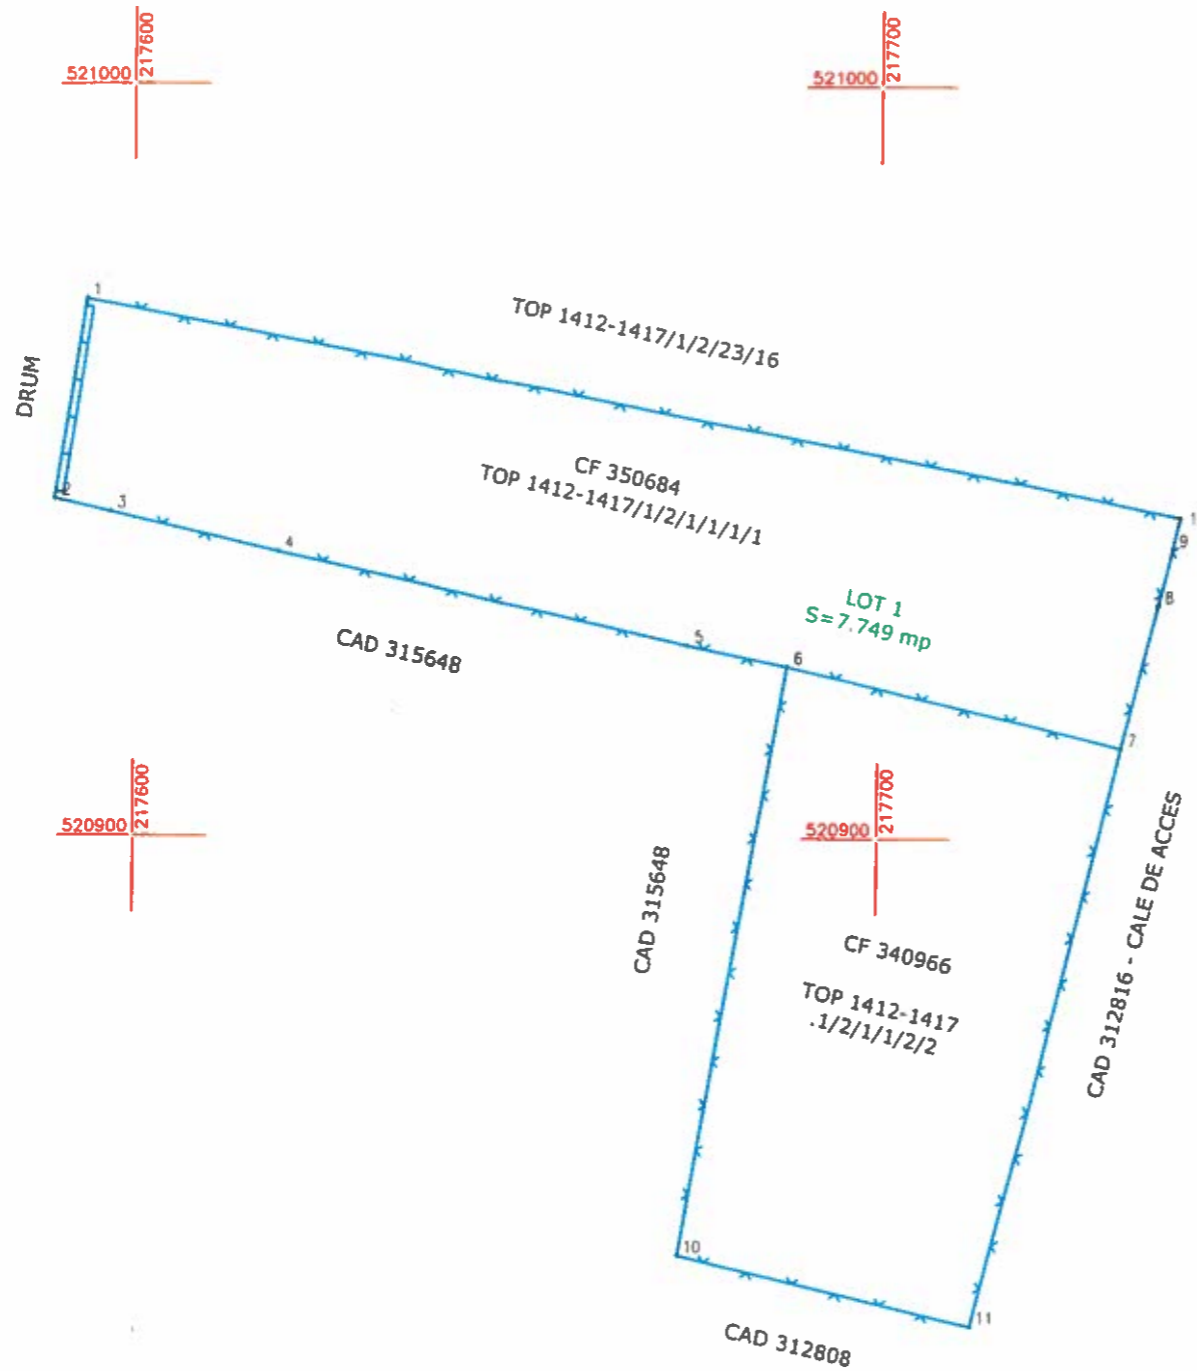 217600
521000
217700
521000
1
TOP 1412-1417/1/2/23/16
DRUM
CF 350684
TOP 1412-1417/1/2/1/1/1/1
2
3
4
1
9
8
LOT 1
S=7.749 mp
CAD 315648
5
6
7
217600
520900
217700
520900
CAD 315648
CAD 312816 - CALE DE ACCES
CF 340966
TOP 1412-1417
.1/2/1/1/2/2
10
11
CAD 312808